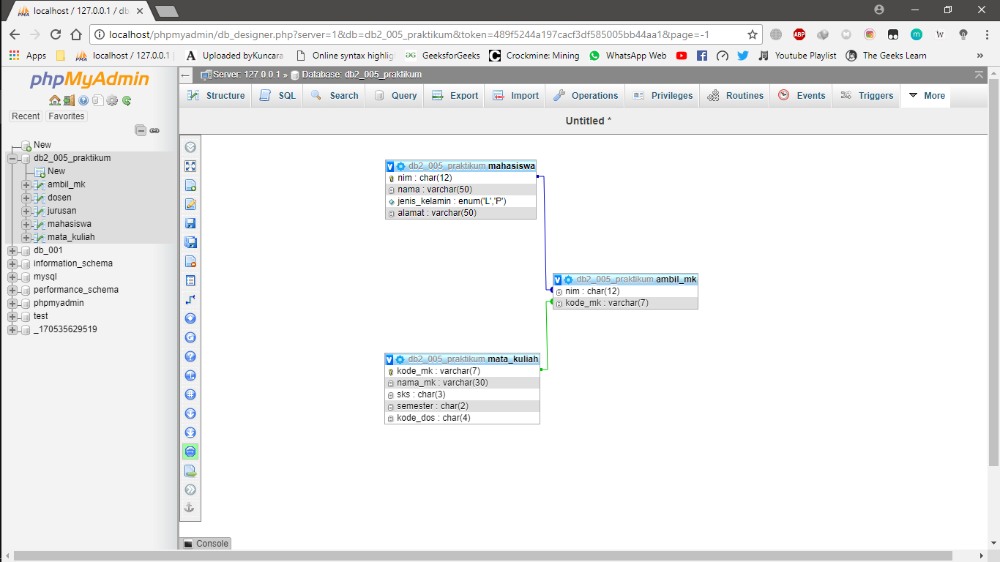 localhost / 127.0.0.1 / db
localhost/phpmyadmin/db_designer.php?server=1&db=db2_005_praktikum&token=489f5244a197cacf3df585005bb44aa1&page=-1
Apps
localhost / 127.0.0.1
Uploaded byKuncara
Online syntax highlig
GeeksforGeeks
Crockmine: Mining
WhatsApp Web
Youtube Playlist
The Geeks Learn
phpMyAdmin
Recent
Favorites
New
db2_005_praktikum
New
ambil_mk
dosen
jurusan
mahasiswa
mata_kuliah
db_001
information_schema
mysql
performance_schema
phpmyadmin
test
_170535629519
Server: 127.0.0.1 » Database: db2_005_praktikum
Structure
SQL
Search
Query
Export
Import
Operations
Privileges
Routines
Events
Triggers
More
Untitled *
db2_005_praktikum mahasiswa
nim : char(12)
nama : varchar(50)
jenis_kelamin : enum('L','P')
alamat : varchar(50)
db2_005_praktikum ambil_mk
nim : char(12)
kode_mk : varchar(7)
db2_005_praktikum mata_kuliah
kode_mk : varchar(7)
nama_mk : varchar(30)
sks : char(3)
semester : char(2)
kode_dos : char(4)
Console